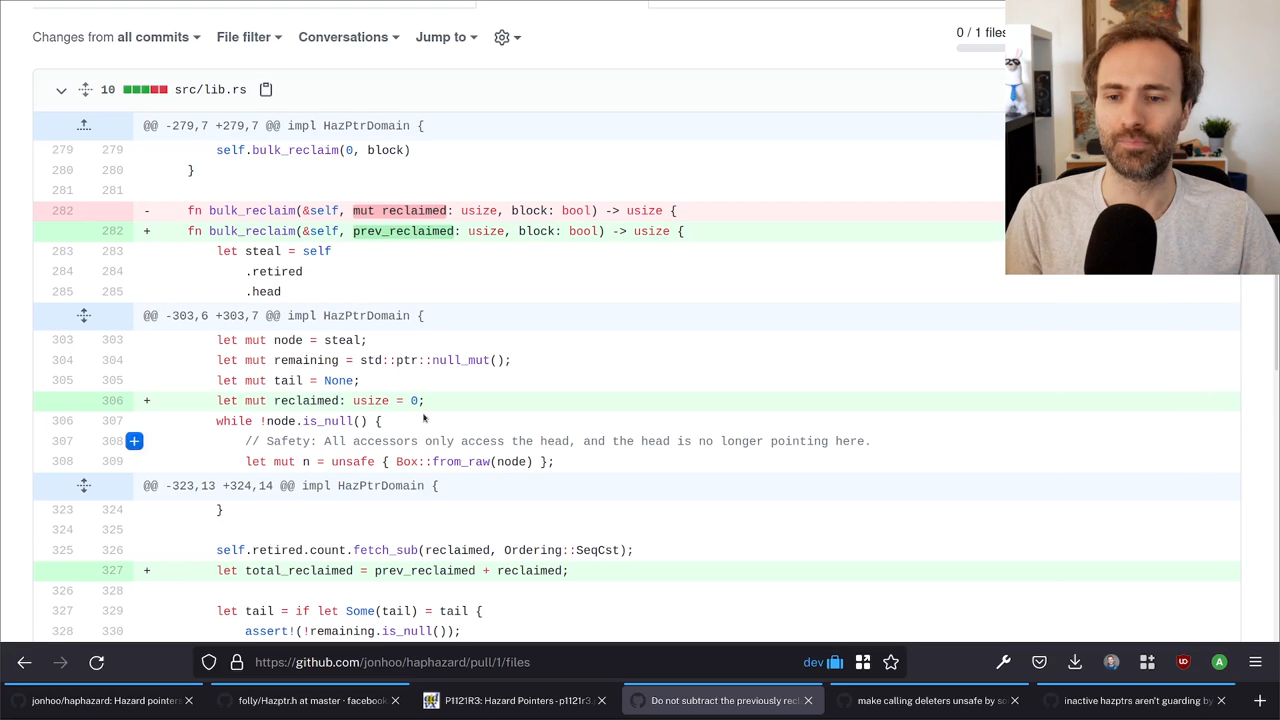 Changes from all commits File filter Conversations Jump to 0 / 1 files
10 src/lib.rs
@@ -279,7 +279,7 @@ impl HazPtrDomain {
279 279 self.bulk_reclaim(0, block)
280 280 }
281 281
282 - fn bulk_reclaim(&self, mut reclaimed: usize, block: bool) -> usize {
282 + fn bulk_reclaim(&self, prev_reclaimed: usize, block: bool) -> usize {
283 283 let steal = self
284 284 .retired
285 285 .head
@@ -303,6 +303,7 @@ impl HazPtrDomain {
303 303 let mut node = steal;
304 304 let mut remaining = std::ptr::null_mut();
305 305 let mut tail = None;
306 + let mut reclaimed: usize = 0;
306 307 while !node.is_null() {
307 308 // Safety: All accessors only access the head, and the head is no longer pointing here.
308 309 let mut n = unsafe { Box::from_raw(node) };
@@ -323,13 +324,14 @@ impl HazPtrDomain {
323 324 }
324 325
325 326 self.retired.count.fetch_sub(reclaimed, Ordering::SeqCst);
327 + let total_reclaimed = prev_reclaimed + reclaimed;
326 328
327 329 let tail = if let Some(tail) = tail {
328 330 assert!(!remaining.is_null());
https://github.com/jonhoo/haphazard/pull/1/files dev
jonhoo/haphazard: Hazard pointers folly/Hazptr.h at master · facebook P1121R3: Hazard Pointers - p1121r3. Do not subtract the previously recl make calling deleters unsafe by so inactive hazptrs aren't guarding by